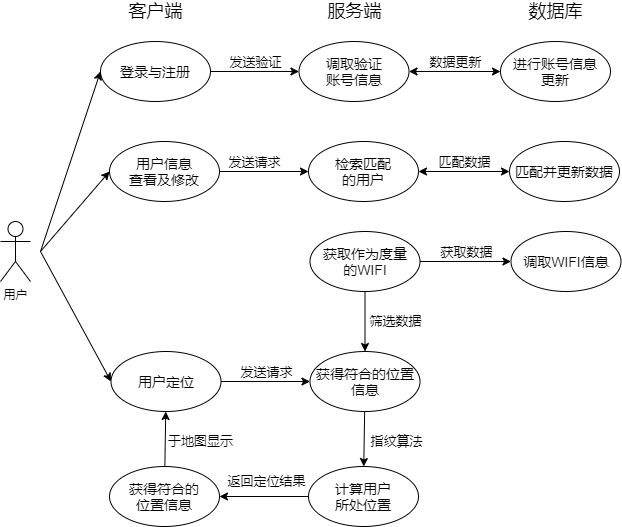 客户端
服务端
数据库
登录与注册
发送验证
调取验证
账号信息
数据更新
进行账号信息
更新
用户信息
查看及修改
发送请求
检索匹配
的用户
匹配数据
匹配并更新数据
用户
获取作为度量
的WIFI
获取数据
调取WIFI信息
筛选数据
用户定位
发送请求
获得符合的位置
信息
于地图显示
指纹算法
获得符合的
位置信息
返回定位结果
计算用户
所处位置